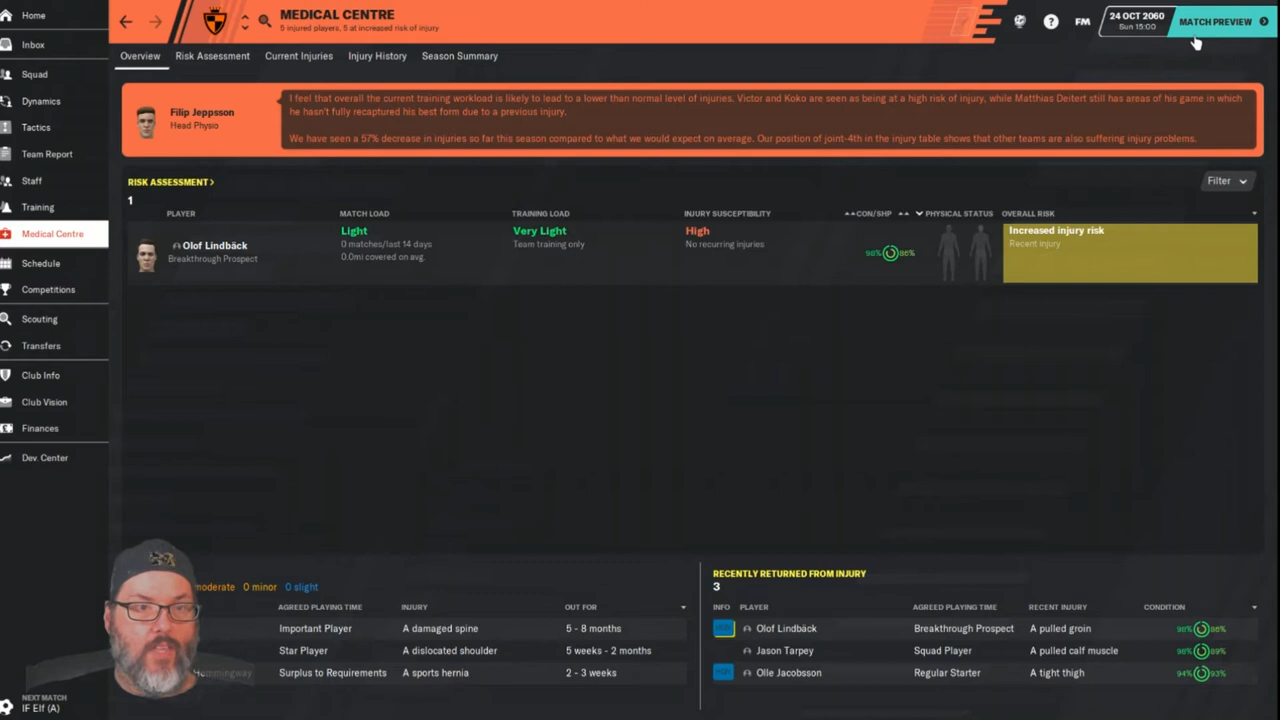 Home
Inbox
Squad
Dynamics
Tactics
Team Report
Staff
Training
Medical Centre
Schedule
Competitions
Scouting
Transfers
Club Info
Club Vision
Finances
Dev. Center
NEXT MATCH
IF Elf (A)
MEDICAL CENTRE
5 injured players, 5 at increased risk of injury
?
FM
24 OCT 2060
Sun 15:00
MATCH PREVIEW
Overview Risk Assessment Current Injuries Injury History Season Summary
Filip Jeppsson
Head Physio
I feel that overall the current training workload is likely to lead to a lower than normal level of injuries. Victor and Koko are seen as being at a high risk of injury, while Matthias Deitert still has areas of his game in which
he hasn't fully recaptured his best form due to a previous injury.
We have seen a 57% decrease in injuries so far this season compared to what we would expect on average. Our position of joint-4th in the injury table shows that other teams are also suffering injury problems.
RISK ASSESSMENT >
1
Filter
PLAYER MATCH LOAD TRAINING LOAD INJURY SUSCEPTIBILITY CON/SHP PHYSICAL STATUS OVERALL RISK
Olof Lindbäck
Breakthrough Prospect
Light
0 matches/last 14 days
0.0mi covered on avg.
Very Light
Team training only
High
No recurring injuries
98% 86%
Increased injury risk
Recent injury
moderate 0 minor 0 slight
AGREED PLAYING TIME INJURY OUT FOR
Important Player A damaged spine 5 - 8 months
Star Player A dislocated shoulder 5 weeks - 2 months
Hemmingway Surplus to Requirements A sports hernia 2 - 3 weeks
RECENTLY RETURNED FROM INJURY
3
INFO PLAYER AGREED PLAYING TIME RECENT INJURY CONDITION
Olof Lindbäck Breakthrough Prospect A pulled groin 98% 86%
Jason Tarpey Squad Player A pulled calf muscle 96% 89%
Olle Jacobsson Regular Starter A tight thigh 94% 93%